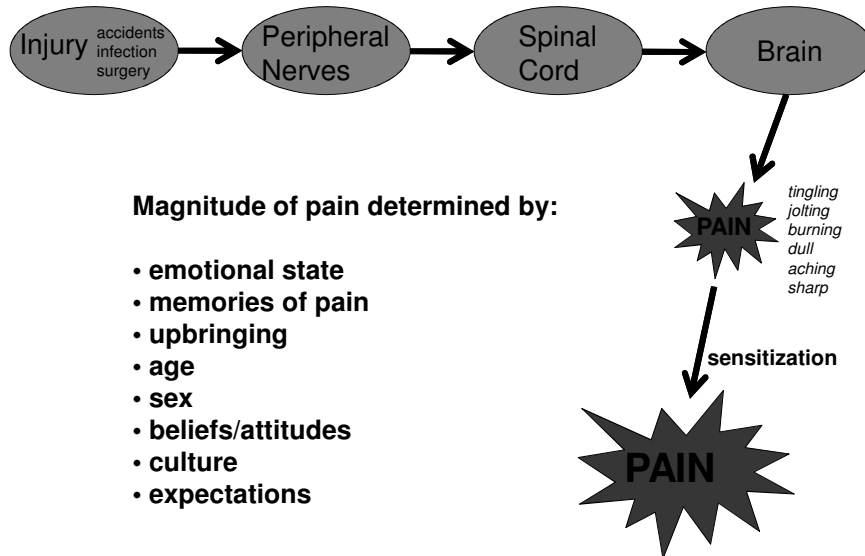 Injury
accidents
infection
surgery
Peripheral
Nerves
Spinal
Cord
Brain
PAIN
tingling
jolting
burning
dull
aching
sharp
Magnitude of pain determined by:
• emotional state
• memories of pain
• upbringing
• age
• sex
• beliefs/attitudes
• culture
• expectations
sensitization
PAIN